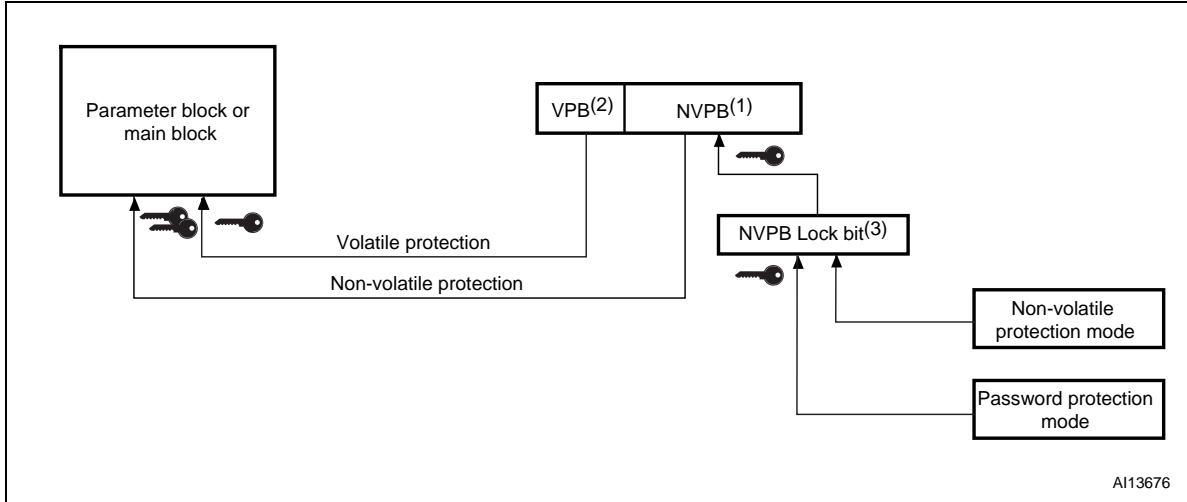 Parameter block or
main block
VPB(2)
NVPB(1)
NVPB Lock bit(3)
Volatile protection
Non-volatile protection
Non-volatile
protection mode
Password protection
mode
AI13676